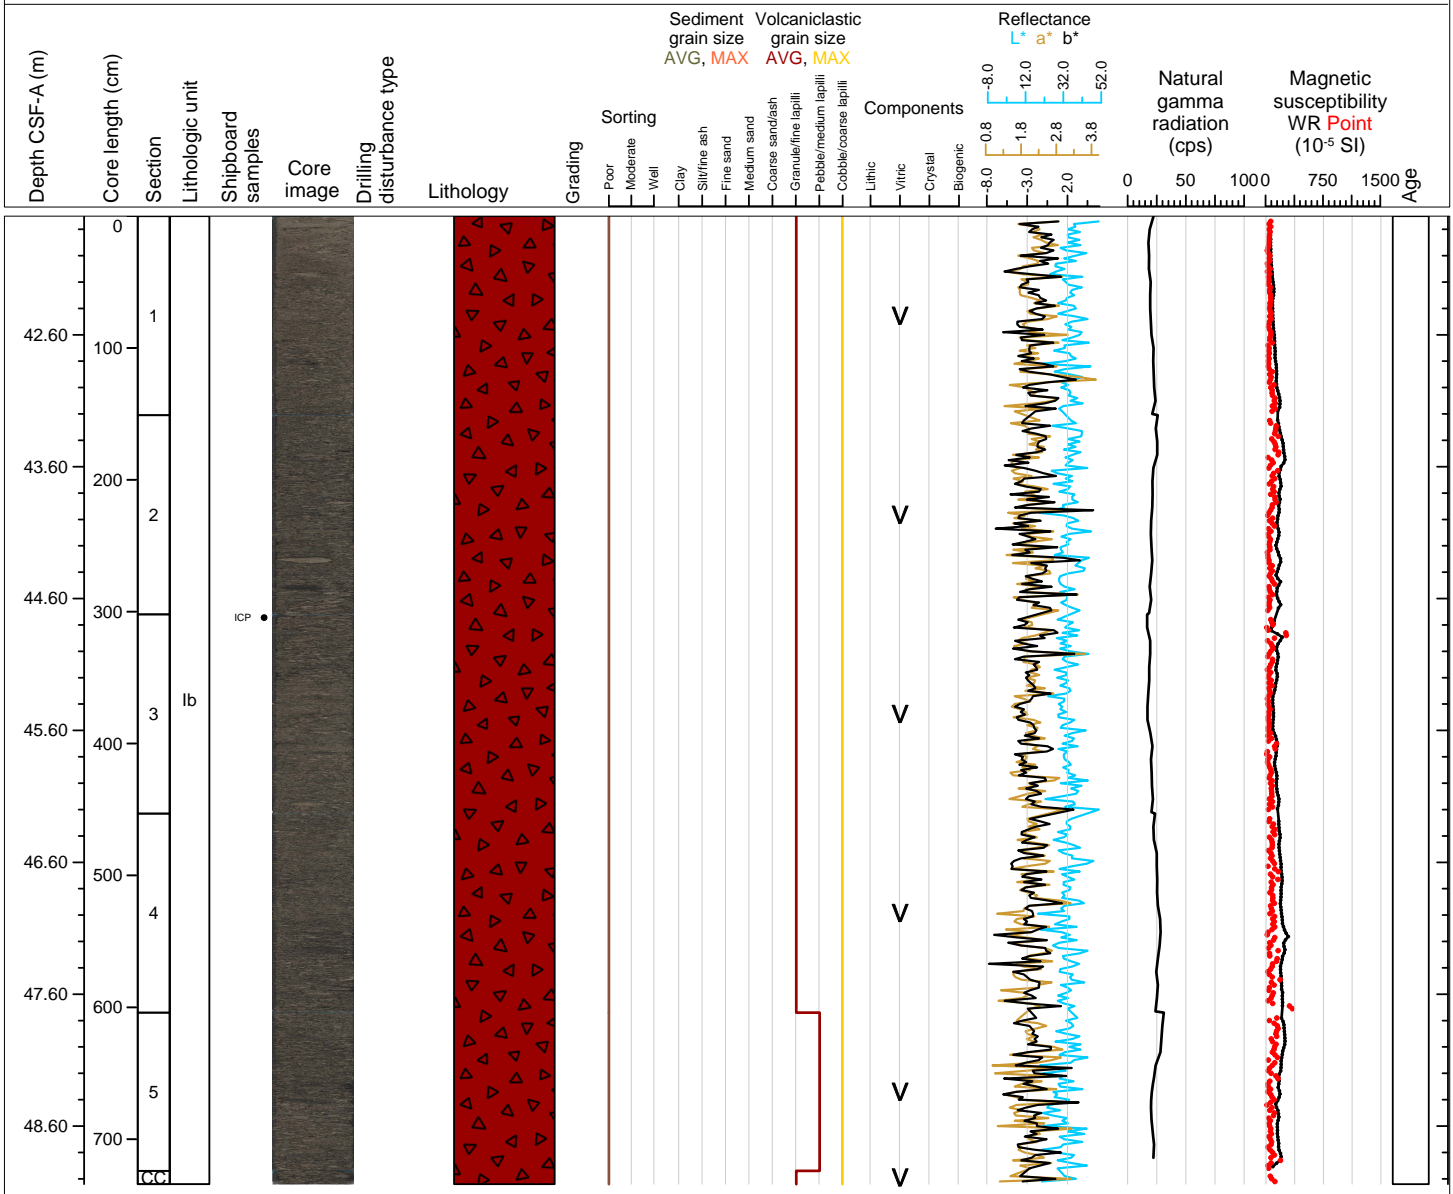 Depth CSF-A (m)
Core length (cm)
Section
Lithologic unit
Shipboard
samples
Core
image
Drilling
disturbance type
Lithology
Grading
Sorting
Poor
Moderate
Well
Sediment
grain size
AVG, MAX
Volcaniclastic
grain size
AVG, MAX
Clay
Silt/fine ash
Fine sand
Medium sand
Coarse sand/ash
Granule/fine lapilli
Pebble/medium lapilli
Cobble/coarse lapilli
Components
Lithic
Vitric
Crystal
Biogenic
Reflectance
L* a* b*
-8.0 12.0 32.0 52.0
0.8 1.8 2.8 3.8
-8.0 -3.0 2.0
Natural
gamma
radiation
(cps)
0 50 100
Magnetic
susceptibility
WR Point
(10-5 SI)
0 750 1500
Age
0
1
V
42.60
100
43.60
200
2
V
44.60
300
ICP
Ib
3
V
45.60
400
46.60
500
4
V
47.60
600
5
V
48.60
700
CC
V